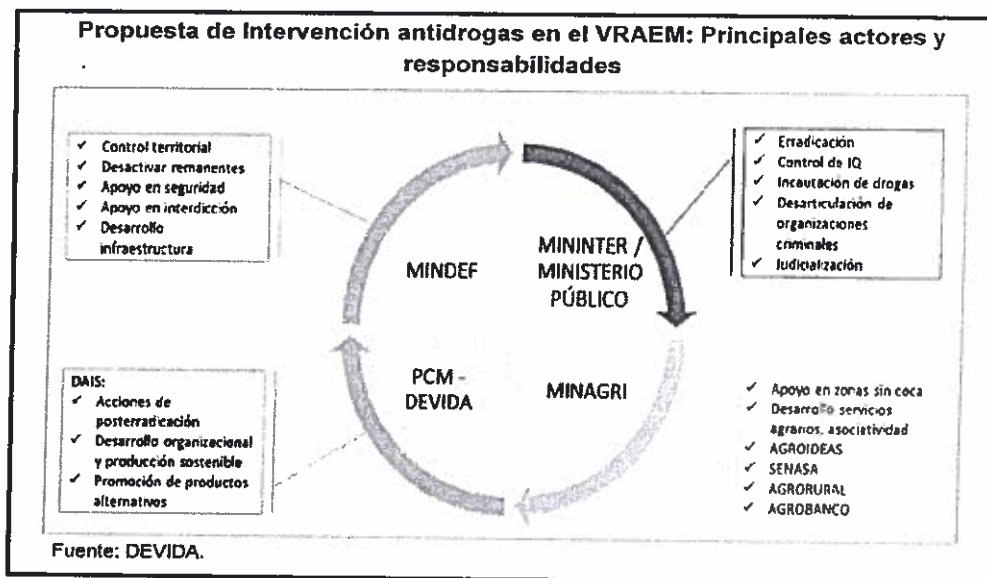 Propuesta de Intervención antidrogas en el VRAEM: Principales actores y
responsabilidades
✓ Control territorial
✓ Desactivar remanentes
✓ Apoyo en seguridad
✓ Apoyo en interdicción
✓ Desarrollo
infraestructura
✓ Erradicación
✓ Control de IQ
✓ Incautación de drogas
✓ Desarticulación de
organizaciones
criminales
✓ Judicialización
MINDEF
MININTER /
MINISTERIO
PÚBLICO
PCM -
DEVIDA
MINAGRI
DAIS:
✓ Acciones de
posterradicación
✓ Desarrollo organizacional
y producción sostenible
✓ Promoción de productos
alternativos
✓ Apoyo en zonas sin coca
✓ Desarrollo servicios
agrarios, asociatividad
✓ AGROIDEAS
✓ SENASA
✓ AGRORURAL
✓ AGROBANCO
Fuente: DEVIDA.